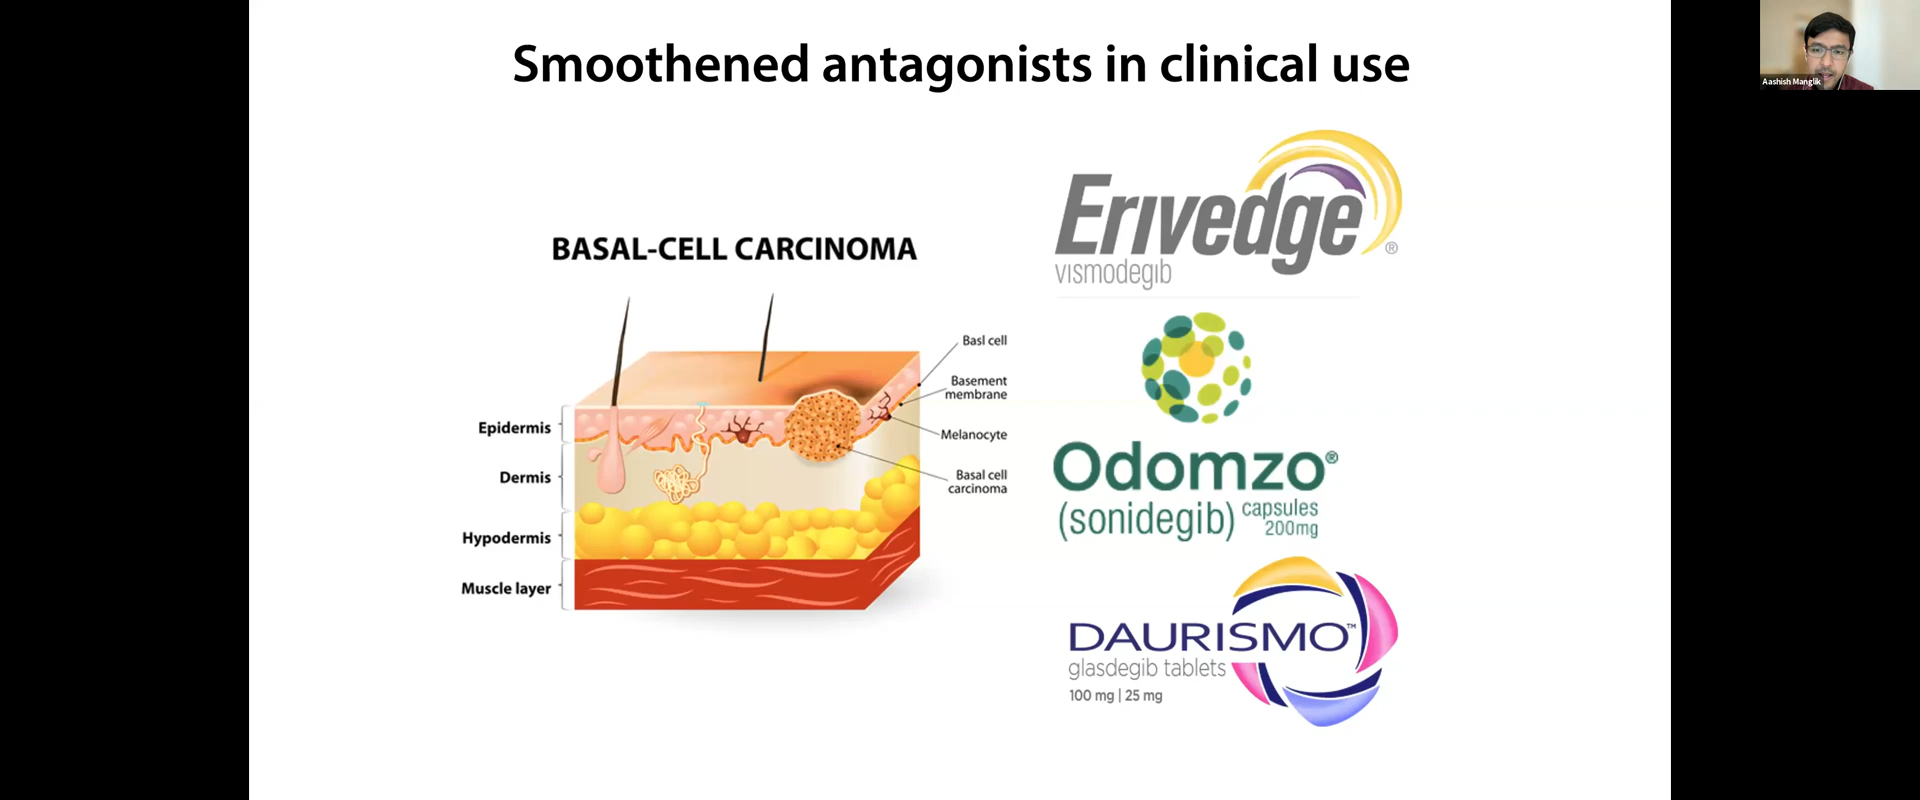 Smoothened antagonists in clinical use
Aashish Manglik
BASAL-CELL CARCINOMA
Epidermis
Dermis
Hypodermis
Muscle layer
Basl cell
Basement
membrane
Melanocyte
Basal cell
carcinoma
Erivedge®
vismodegib
Odomzo®
(sonidegib) capsules
200mg
DAURISMO™
glasdegib tablets
100 mg | 25 mg